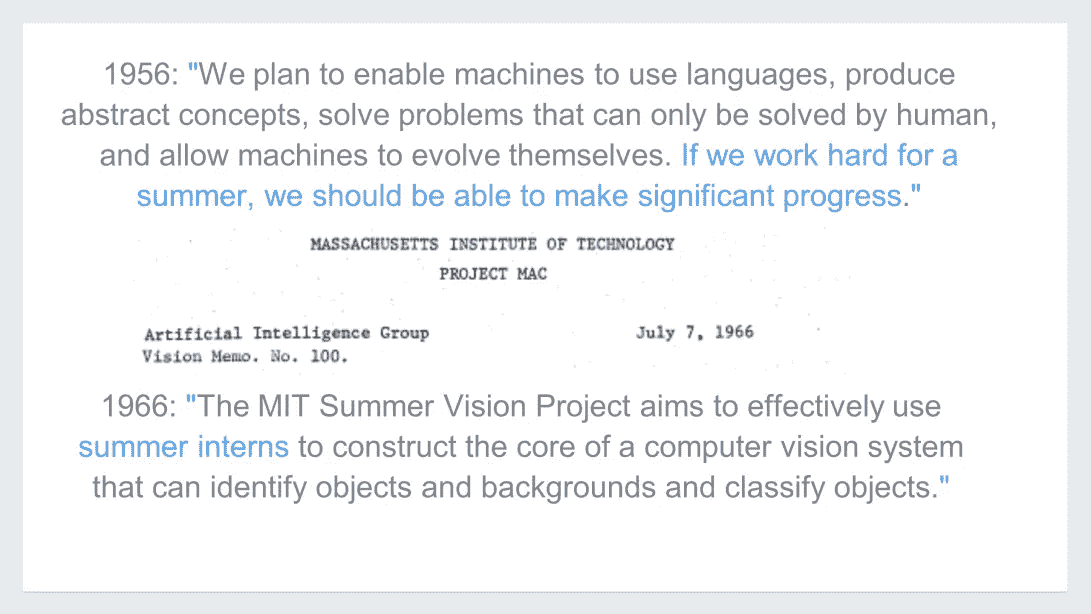 1956: "We plan to enable machines to use languages, produce
abstract concepts, solve problems that can only be solved by human,
and allow machines to evolve themselves. If we work hard for a
summer, we should be able to make significant progress."
MASSACHUSETTS INSTITUTE OF TECHNOLOGY
PROJECT MAC
Artificial Intelligence Group July 7, 1966
Vision Memo. No. 100.
1966: "The MIT Summer Vision Project aims to effectively use
summer interns to construct the core of a computer vision system
that can identify objects and backgrounds and classify objects."